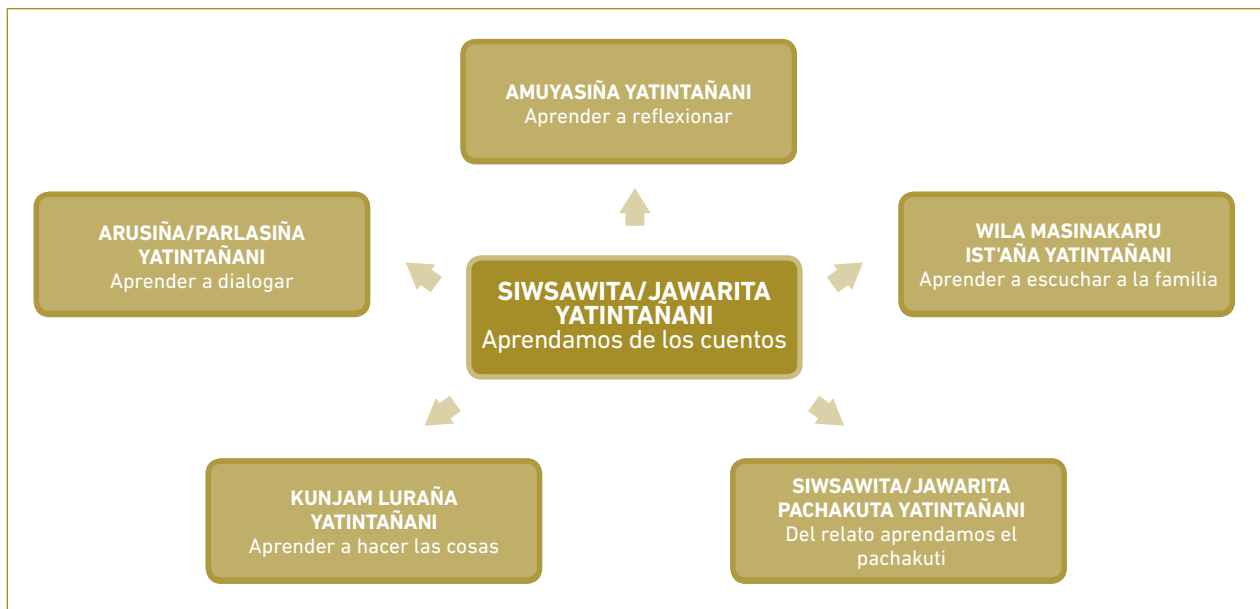 AMUYASIÑA YATINTAÑANI
Aprender a reflexionar
ARUSIÑA/PARLASIÑA
YATINTAÑANI
Aprender a dialogar
WILA MASINAKARU
IST'AÑA YATINTAÑANI
Aprender a escuchar a la familia
SIWSAWITA/JAWARITA
YATINTAÑANI
Aprendamos de los cuentos
KUNJAM LURAÑA
YATINTAÑANI
Aprender a hacer las cosas
SIWSAWITA/JAWARITA
PACHAKUTA YATINTAÑANI
Del relato aprendamos el
pachakuti